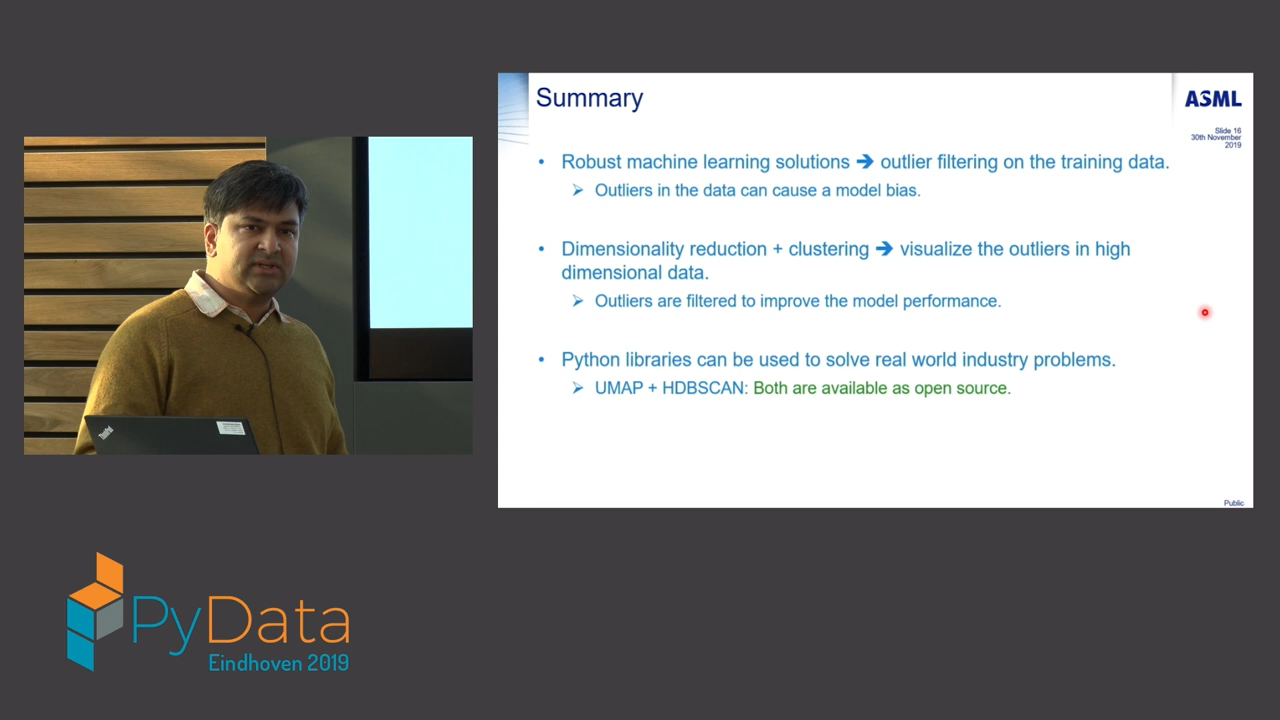 Summary
ASML
Slide 16
30th November
2019
• Robust machine learning solutions ➔ outlier filtering on the training data.
➢ Outliers in the data can cause a model bias.
• Dimensionality reduction + clustering ➔ visualize the outliers in high
dimensional data.
➢ Outliers are filtered to improve the model performance.
• Python libraries can be used to solve real world industry problems.
➢ UMAP + HDBSCAN: Both are available as open source.
Public
ThinkPad
PyData
Eindhoven 2019